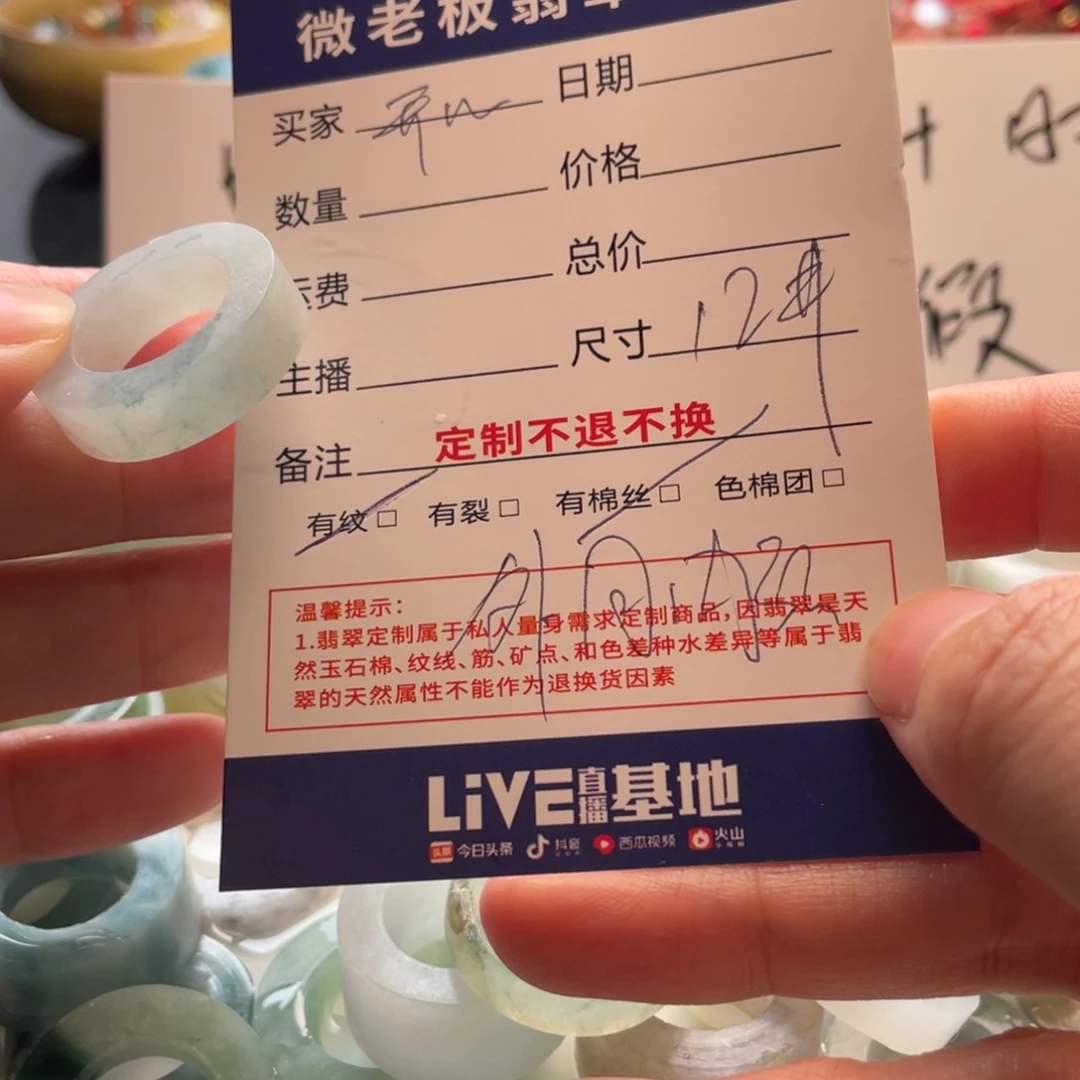 微老板翡翠
买家 开心 日期
数量 价格
运费 总价
主播 尺寸 12#
备注 定制不退不换
有纹□ 有裂□ 有棉丝□ 色棉团□
温馨提示：
1.翡翠定制属于私人量身需求定制商品，因翡翠是天
然玉石棉、纹线、筋、矿点、和色差种水差异等属于翡
翠的天然属性不能作为退换货因素
LiVE直播基地
今日头条 抖音 西瓜视频 火山
假